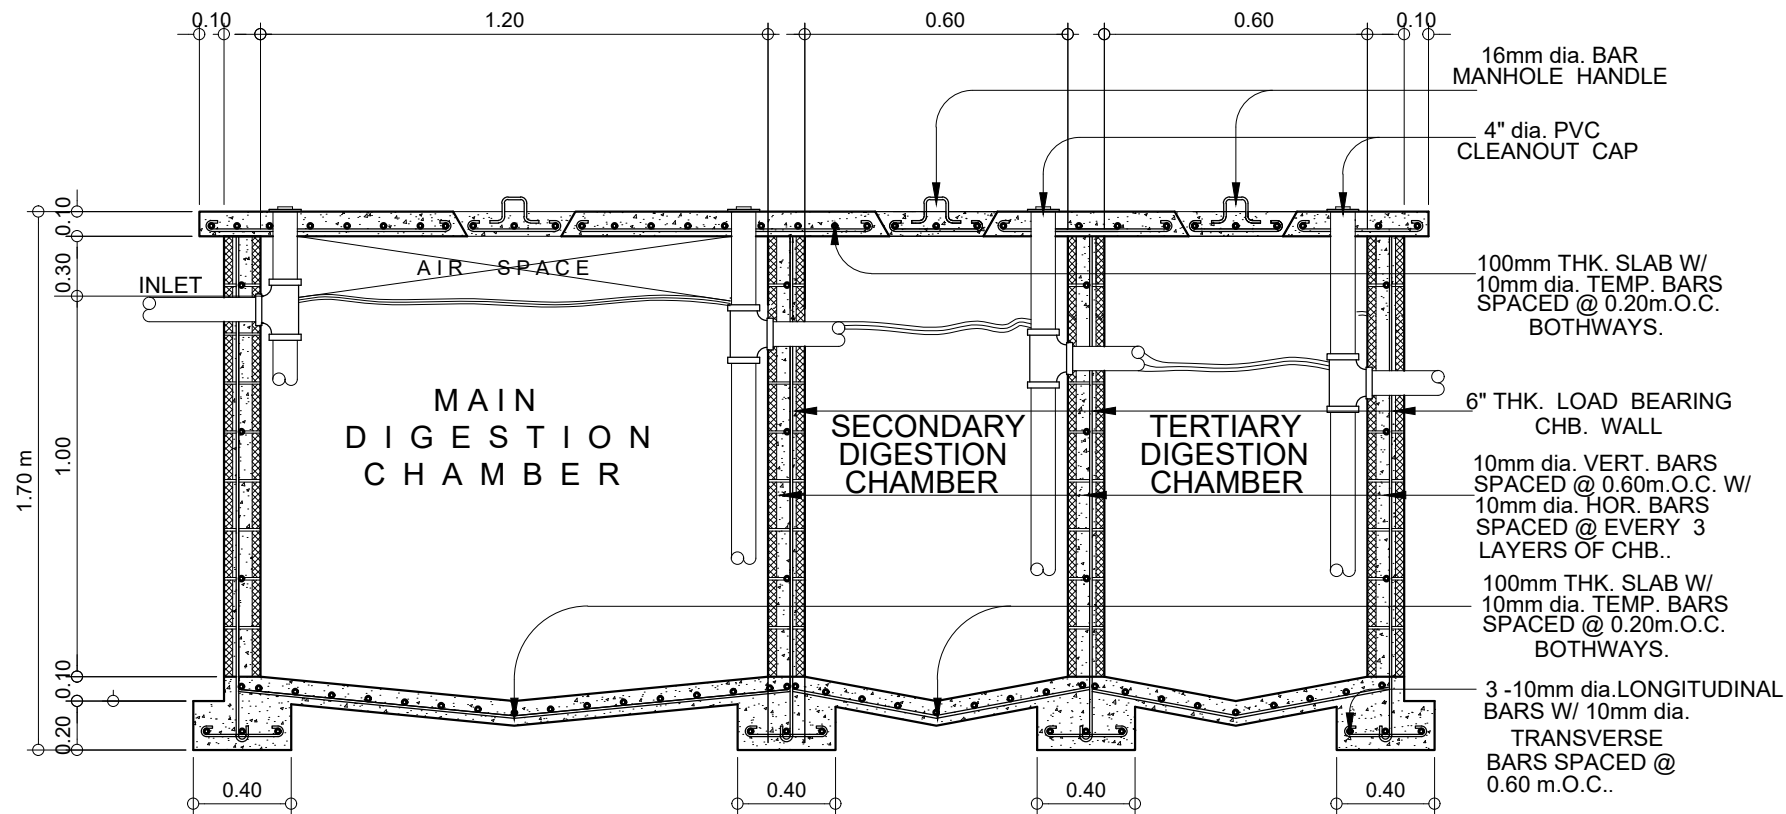 0.10
1.20
0.60
0.60
0.10
16mm dia. BAR
MANHOLE HANDLE
4" dia. PVC
CLEANOUT CAP
0.10
0.30
1.00
0.10
0.20
1.70 m
INLET
AIR SPACE
MAIN
DIGESTION
CHAMBER
SECONDARY
DIGESTION
CHAMBER
TERTIARY
DIGESTION
CHAMBER
100mm THK. SLAB W/
10mm dia. TEMP. BARS
SPACED @ 0.20m.O.C.
BOTHWAYS.
6" THK. LOAD BEARING
CHB. WALL
10mm dia. VERT. BARS
SPACED @ 0.60m.O.C. W/
10mm dia. HOR. BARS
SPACED @ EVERY 3
LAYERS OF CHB..
100mm THK. SLAB W/
10mm dia. TEMP. BARS
SPACED @ 0.20m.O.C.
BOTHWAYS.
3 -10mm dia.LONGITUDINAL
BARS W/ 10mm dia.
TRANSVERSE
BARS SPACED @
0.60 m.O.C..
0.40
0.40
0.40
0.40